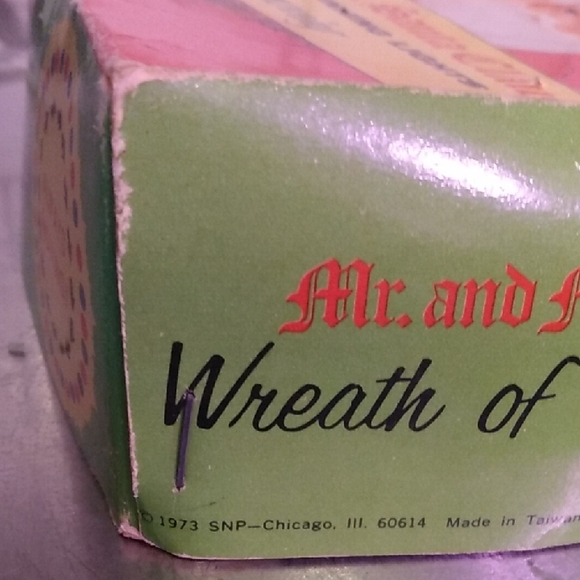 Mr. and
Wreath of
© 1973 SNP—Chicago, Ill. 60614 Made in Taiwan